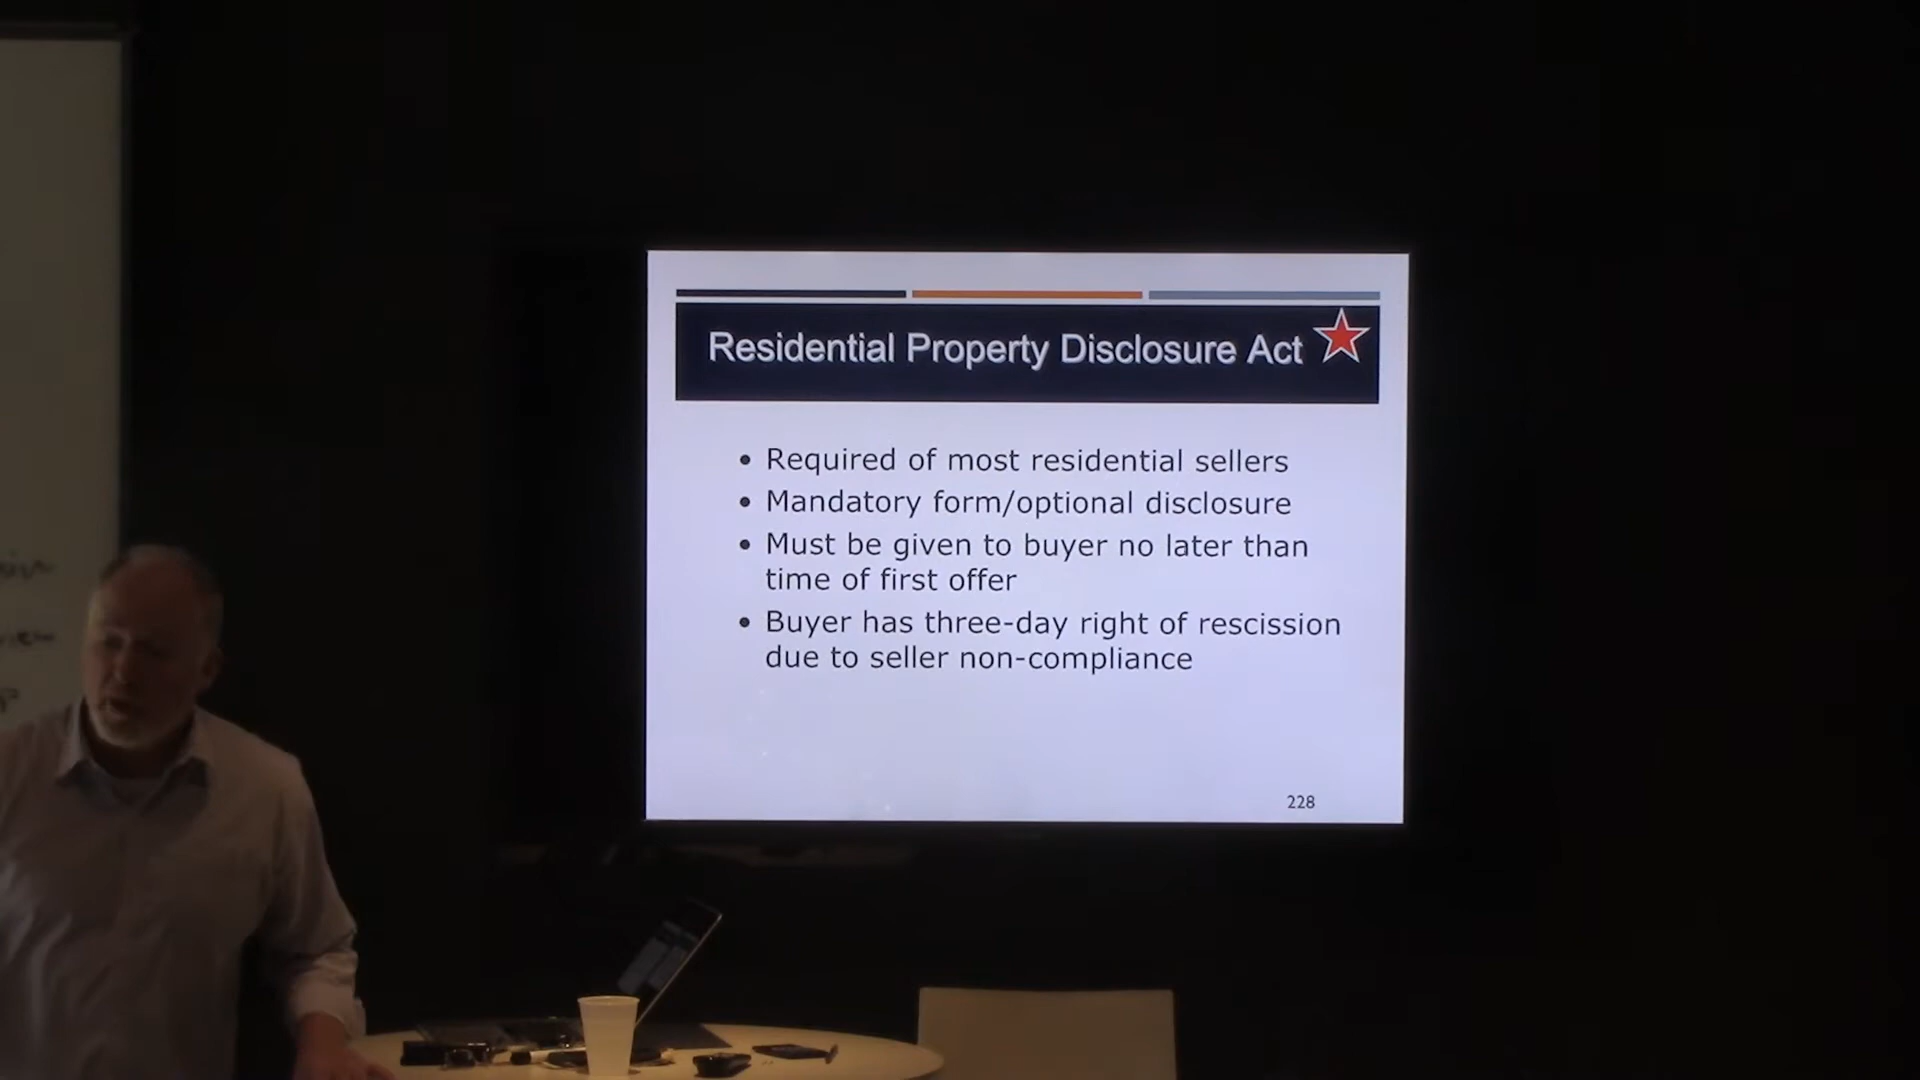 Residential Property Disclosure Act
• Required of most residential sellers
• Mandatory form/optional disclosure
• Must be given to buyer no later than
time of first offer
• Buyer has three-day right of rescission
due to seller non-compliance
228